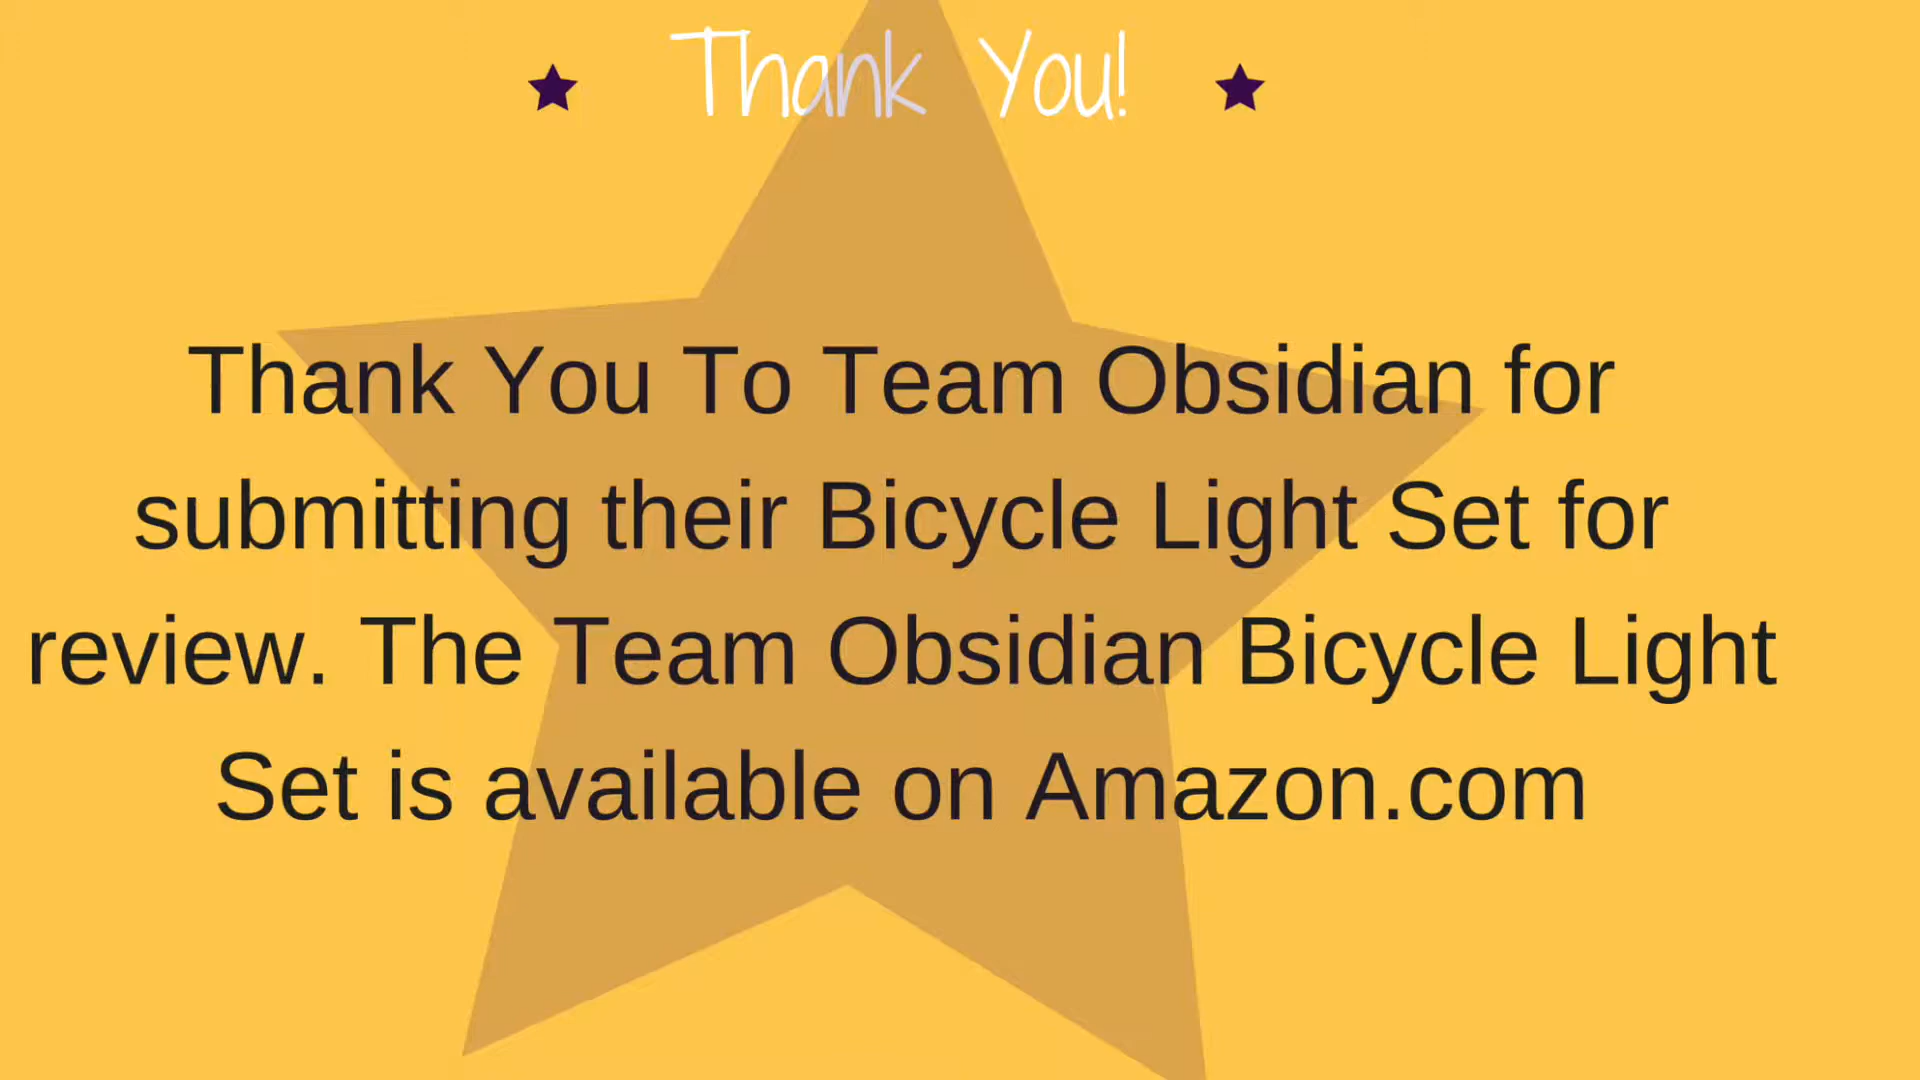 Thank You!
Thank You To Team Obsidian for
submitting their Bicycle Light Set for
review. The Team Obsidian Bicycle Light
Set is available on Amazon.com